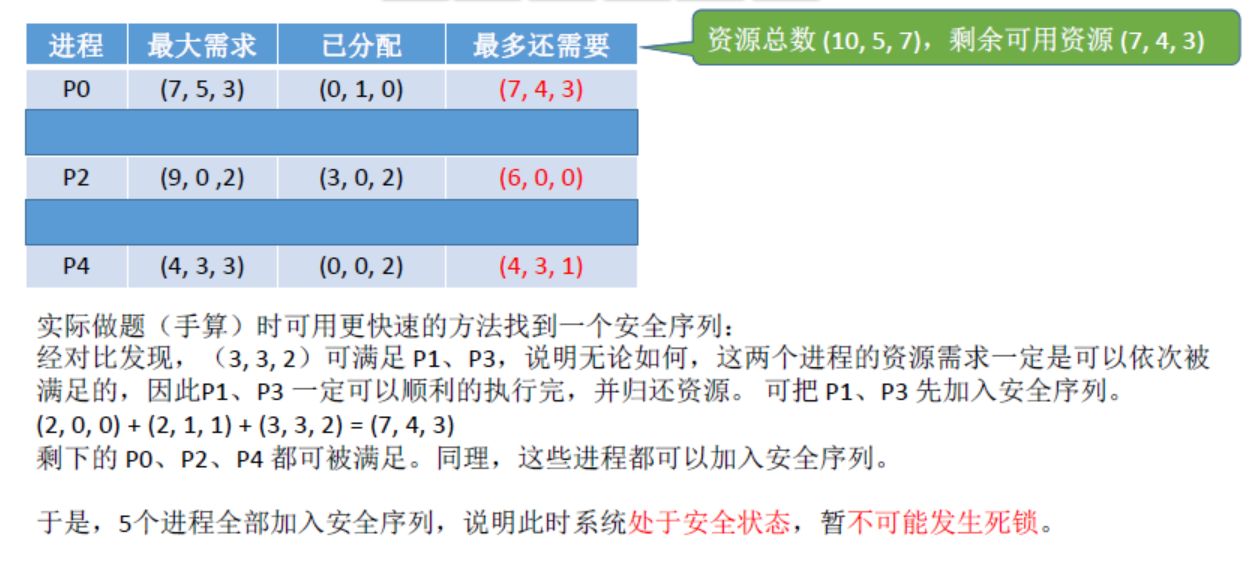 进程 最大需求 已分配 最多还需要
资源总数 (10, 5, 7)，剩余可用资源 (7, 4, 3)
P0 (7, 5, 3) (0, 1, 0) (7, 4, 3)
P2 (9, 0 ,2) (3, 0, 2) (6, 0, 0)
P4 (4, 3, 3) (0, 0, 2) (4, 3, 1)
实际做题（手算）时可用更快速的方法找到一个安全序列：
经对比发现，（3, 3, 2）可满足 P1、P3，说明无论如何，这两个进程的资源需求一定是可以依次被
满足的，因此P1、P3 一定可以顺利的执行完，并归还资源。 可把 P1、P3 先加入安全序列。
(2, 0, 0) + (2, 1, 1) + (3, 3, 2) = (7, 4, 3)
剩下的 P0、P2、P4 都可被满足。同理，这些进程都可以加入安全序列。
于是，5个进程全部加入安全序列，说明此时系统处于安全状态，暂不可能发生死锁。